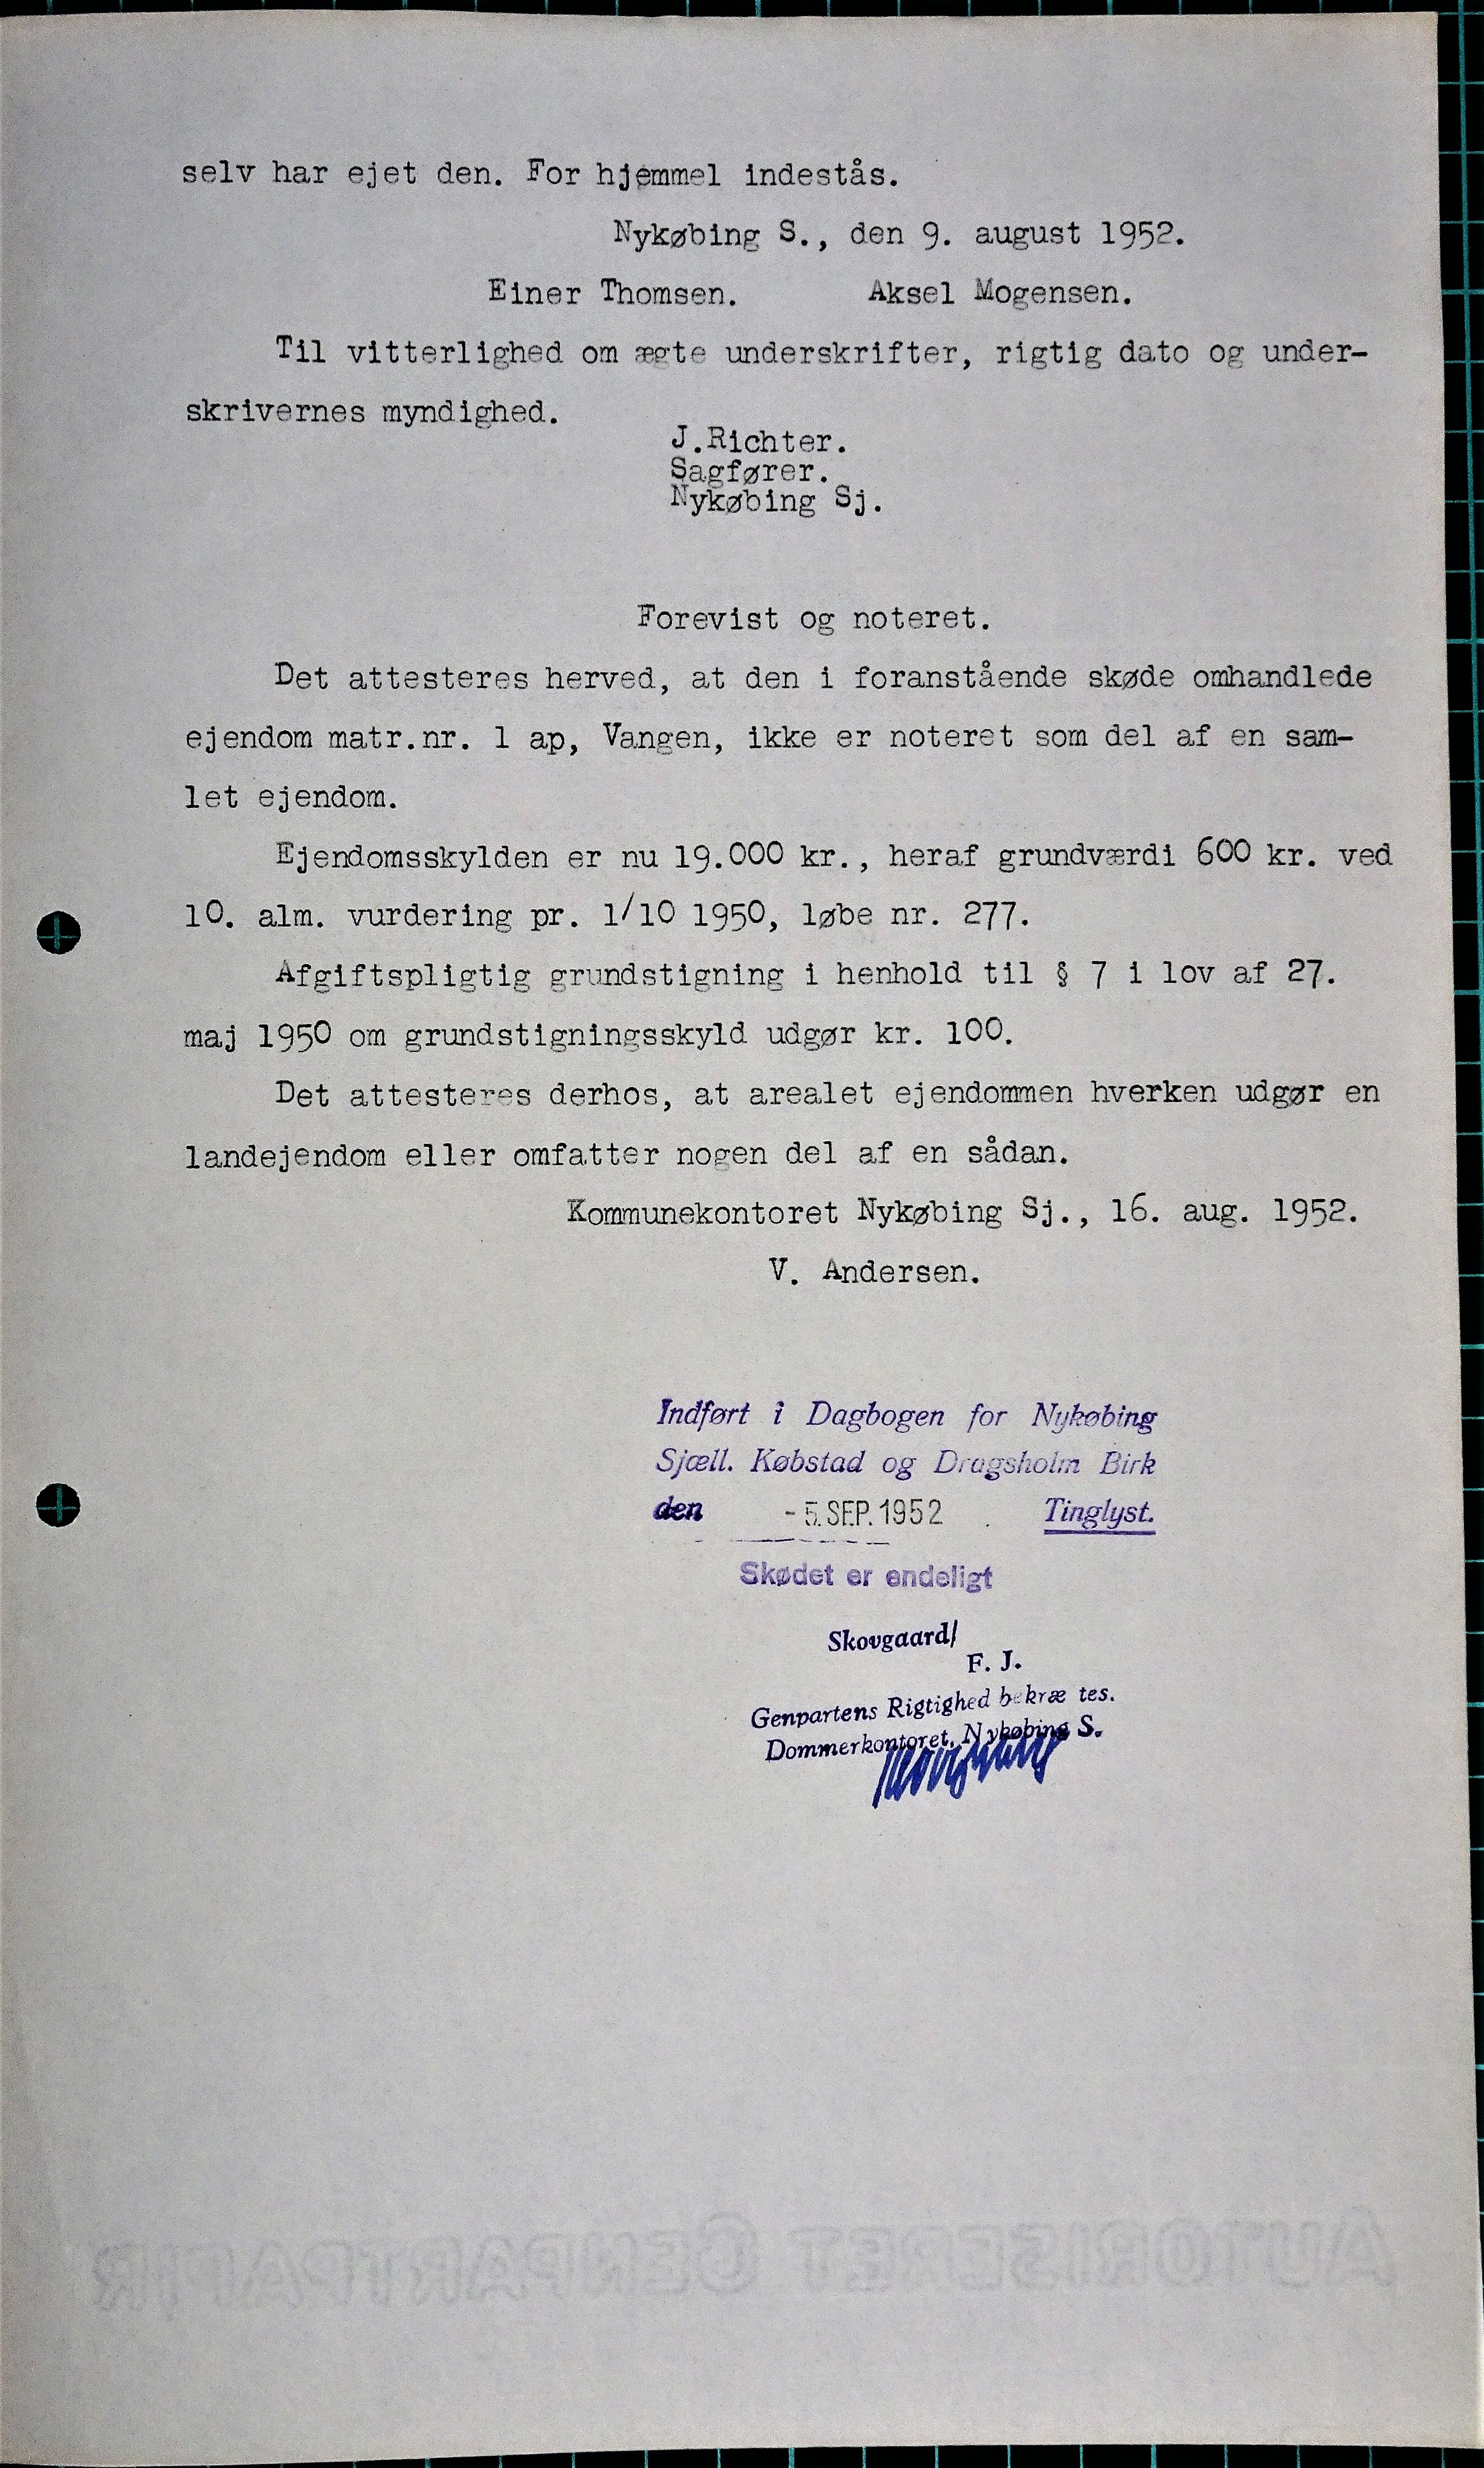 selv har ejet den. For hjemmel indestås.
Nykøbing S., den 9. august 1952.
Einer Thomsen. Aksel Mogensen.
Til vitterlighed om ægte underskrifter, rigtig dato og under-
skrivernes myndighed.
J.Richter.
Sagfører.
Nykøbing Sj.
Forevist og noteret.
Det attesteres herved, at den i foranstående skøde omhandlede
ejendom matr.nr. 1 ap, Vangen, ikke er noteret som del af en sam-
let ejendom.
Ejendomsskylden er nu 19.000 kr., heraf grundværdi 600 kr. ved
10. alm. vurdering pr. 1/10 1950, løbe nr. 277.
Afgiftspligtig grundstigning i henhold til § 7 i lov af 27.
maj 1950 om grundstigningsskyld udgør kr. 100.
Det attesteres derhos, at arealet ejendommen hverken udgør en
landejendom eller omfatter nogen del af en sådan.
Kommunekontoret Nykøbing Sj., 16. aug. 1952.
V. Andersen.
Indført i Dagbogen for Nykøbing
Sjæll. Købstad og Dragsholm Birk
den - 5. SEP. 1952. Tinglyst.
Skødet er endeligt
Skovgaard/
F. J.
Genpartens Rigtighed bekræ tes.
Dommerkontoret, Nykøbing S.
AUTORISERET GENPARTPAPIR